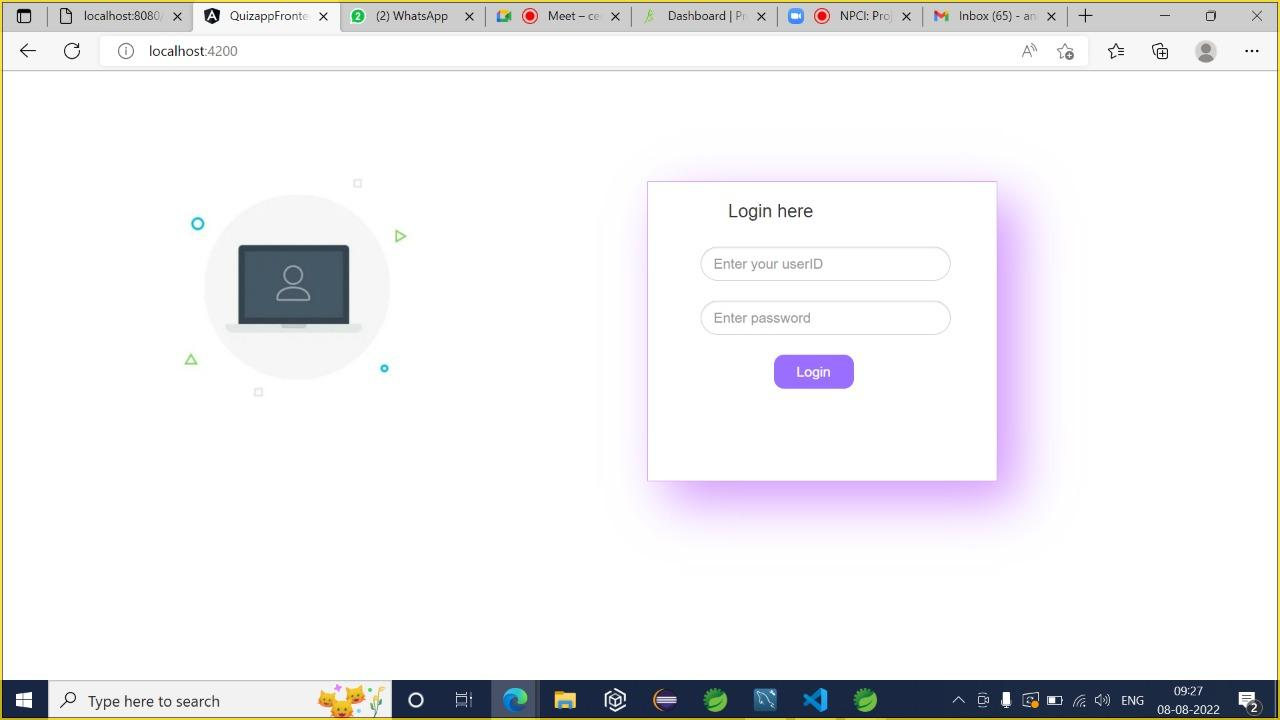 localhost:8080/
QuizappFronte
(2) WhatsApp
Meet – ce
Dashboard | Pr
NPCI: Proj
Inbox (65) - an
localhost:4200
Login here
Enter your userID
Enter password
Login
Type here to search
ENG
09:27
08-08-2022
2